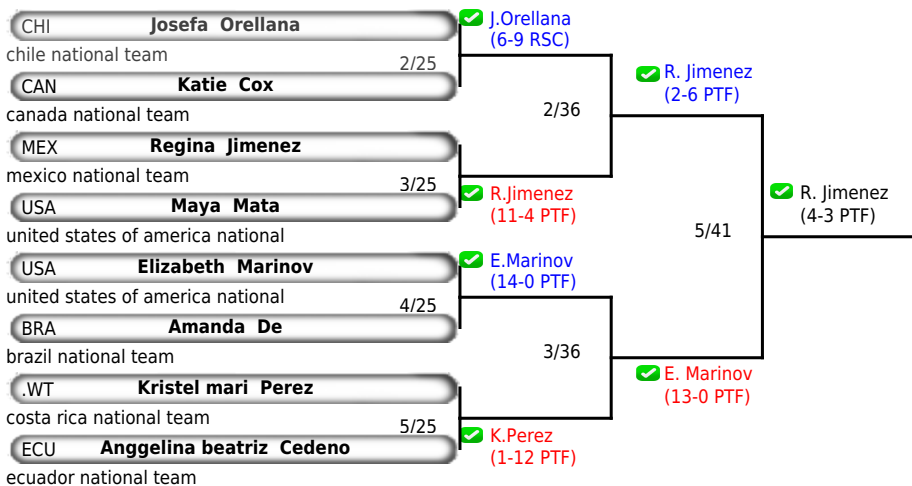 CHI Josefa Orellana
chile national team
2/25
CAN Katie Cox
canada national team
MEX Regina Jimenez
mexico national team
3/25
USA Maya Mata
united states of america national
USA Elizabeth Marinov
united states of america national
4/25
BRA Amanda De
brazil national team
.WT Kristel mari Perez
costa rica national team
5/25
ECU Anggelina beatriz Cedeno
ecuador national team
J.Orellana
(6-9 RSC)
2/36
R.Jimenez
(11-4 PTF)
E.Marinov
(14-0 PTF)
3/36
K.Perez
(1-12 PTF)
R. Jimenez
(2-6 PTF)
5/41
E. Marinov
(13-0 PTF)
R. Jimenez
(4-3 PTF)